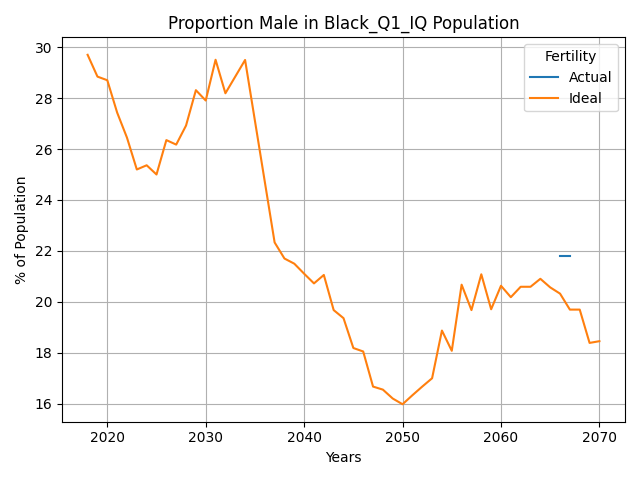 Proportion Male in Black_Q1_IQ Population
Fertility
Actual
Ideal
% of Population
30
28
26
24
22
20
18
16
2020 2030 2040 2050 2060 2070
Years